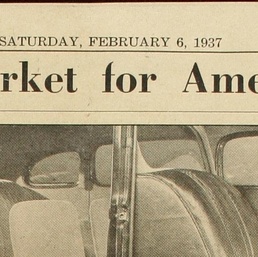 SATURDAY, FEBRUARY 6, 1937
rket for Ame